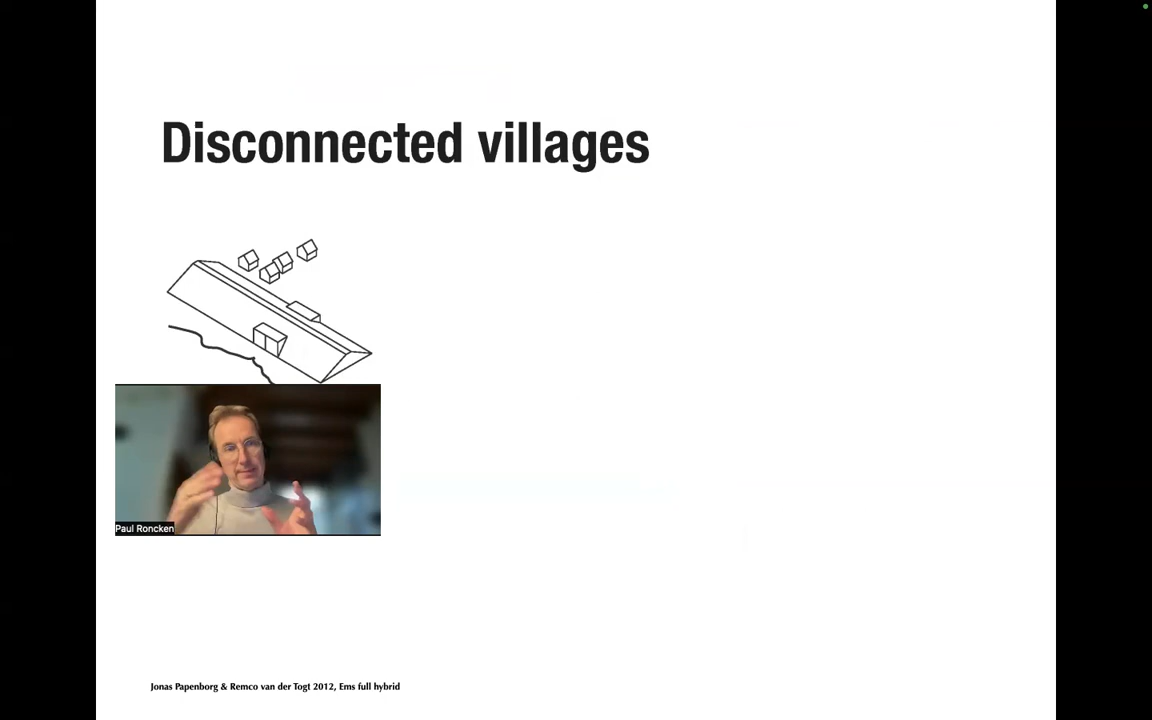 Disconnected villages
Paul Roncken
Jonas Papenborg & Remco van der Togt 2012, Ems full hybrid